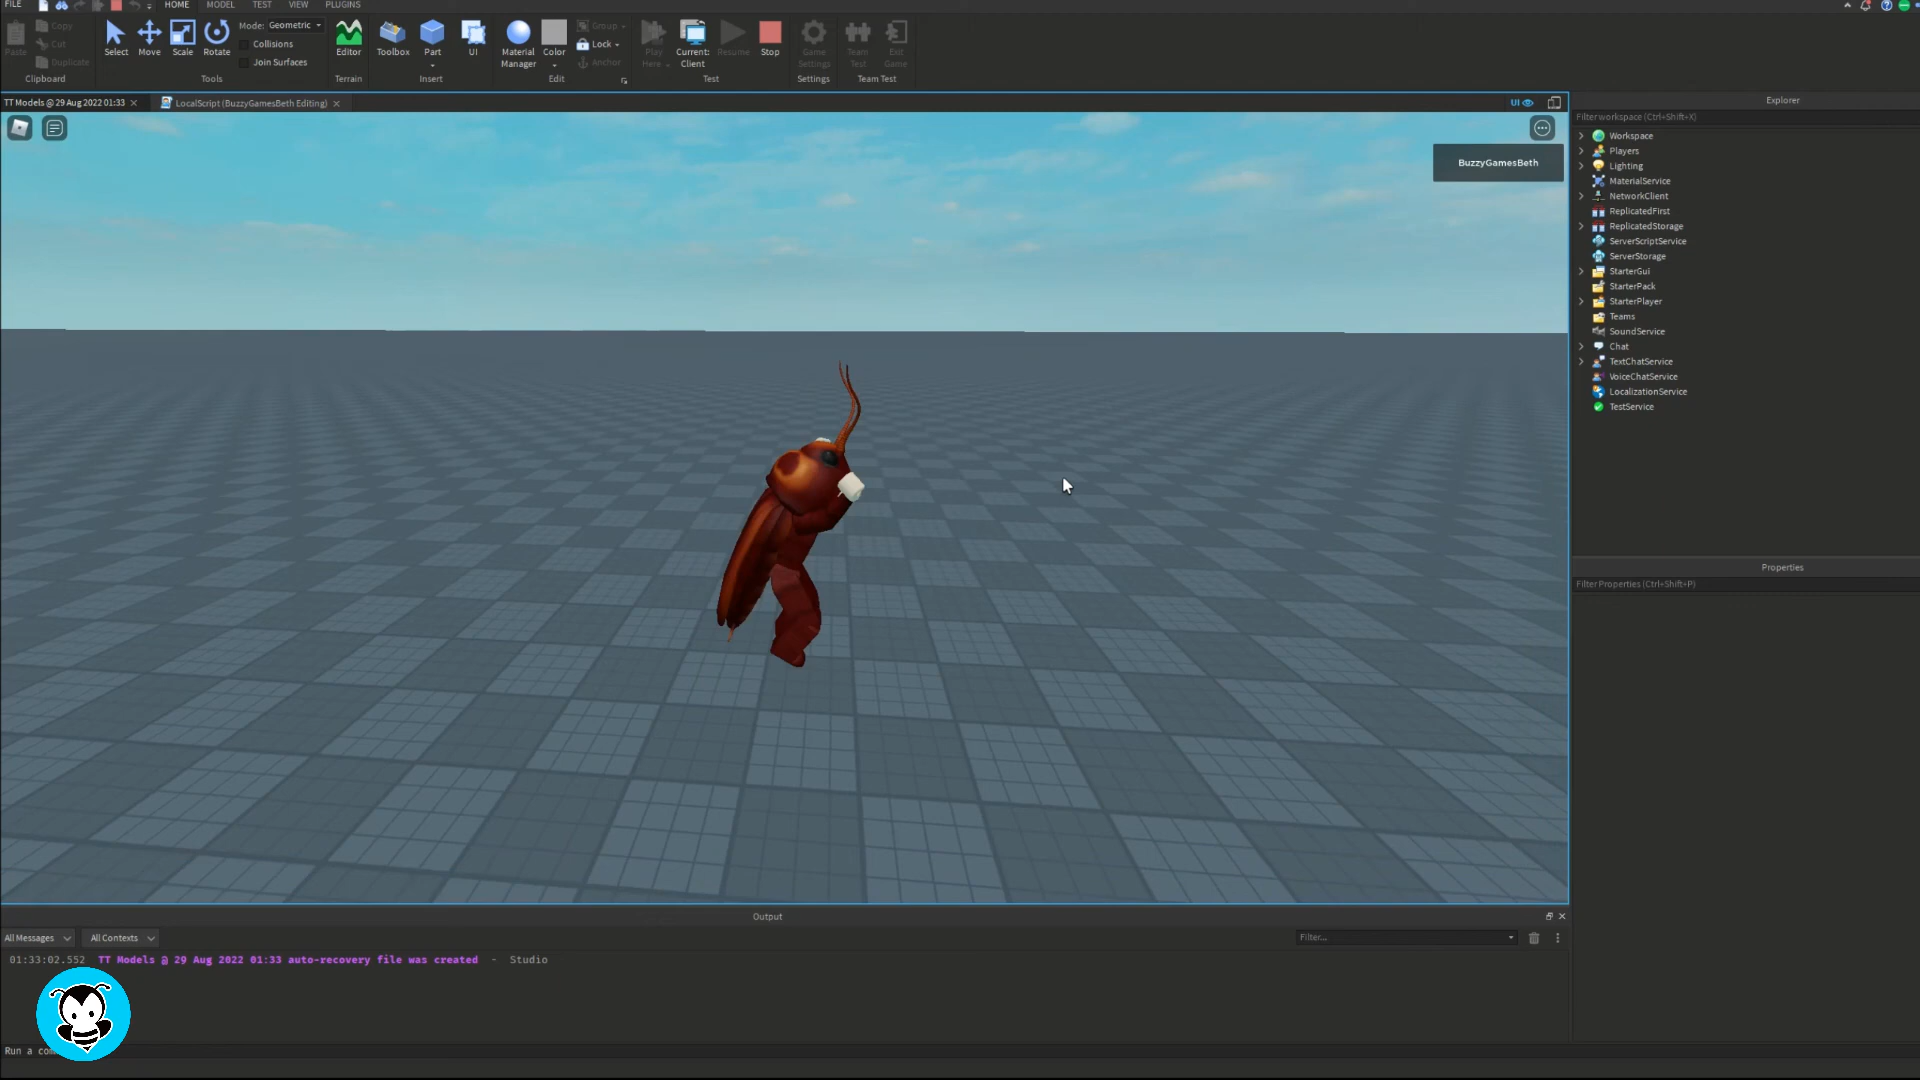 FILE HOME MODEL TEST VIEW PLUGINS
Paste Copy Cut Duplicate Clipboard
Select Move Scale Rotate Mode: Geometric Collisions Join Surfaces Tools
Editor Terrain
Toolbox Part UI Insert
Material Manager Color Group Lock Anchor Edit
Play Here Current: Client Resume Stop Test
Game Settings Settings
Team Test Exit Game Team Test
TT Models @ 29 Aug 2022 01:33
LocalScript (BuzzyGamesBeth Editing)
UI
BuzzyGamesBeth
Explorer
Filter workspace (Ctrl+Shift+X)
Workspace
Players
Lighting
MaterialService
NetworkClient
ReplicatedFirst
ReplicatedStorage
ServerScriptService
ServerStorage
StarterGui
StarterPack
StarterPlayer
Teams
SoundService
Chat
TextChatService
VoiceChatService
LocalizationService
TestService
Properties
Filter Properties (Ctrl+Shift+P)
Output
All Messages All Contexts Filter...
01:33:02.552 TT Models @ 29 Aug 2022 01:33 auto-recovery file was created - Studio
Run a